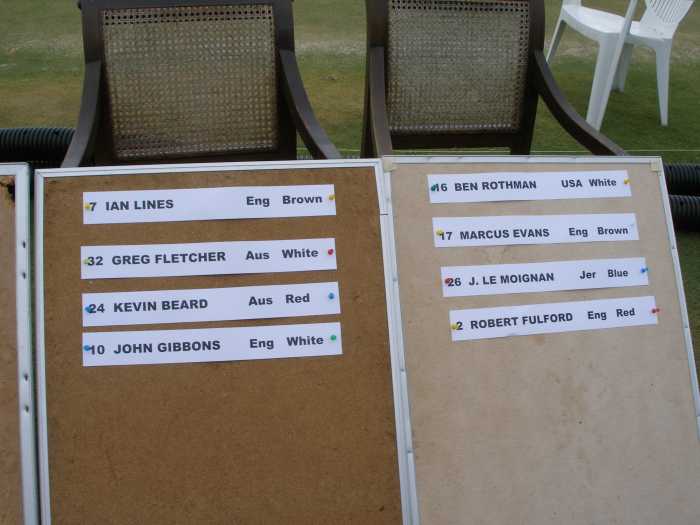 7 IAN LINES Eng Brown
32 GREG FLETCHER Aus White
24 KEVIN BEARD Aus Red
10 JOHN GIBBONS Eng White
16 BEN ROTHMAN USA White
17 MARCUS EVANS Eng Brown
26 J. LE MOIGNAN Jer Blue
2 ROBERT FULFORD Eng Red